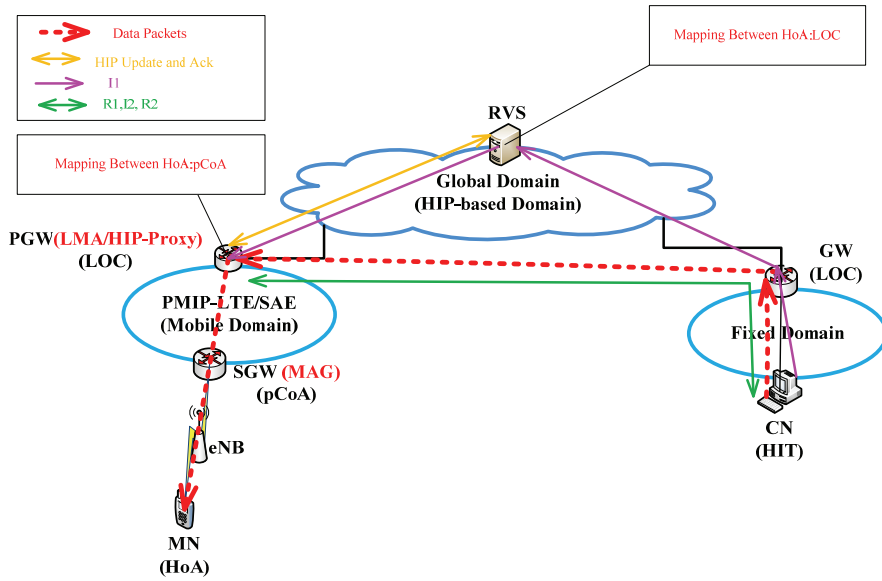 Data Packets
HIP Update and Ack
I1
R1,I2, R2
Mapping Between HoA:LOC
Mapping Between HoA:pCoA
RVS
Global Domain
(HIP-based Domain)
PGW(LMA/HIP-Proxy)
(LOC)
GW
(LOC)
PMIP-LTE/SAE
(Mobile Domain)
Fixed Domain
SGW (MAG)
(pCoA)
CN
(HIT)
eNB
MN
(HoA)